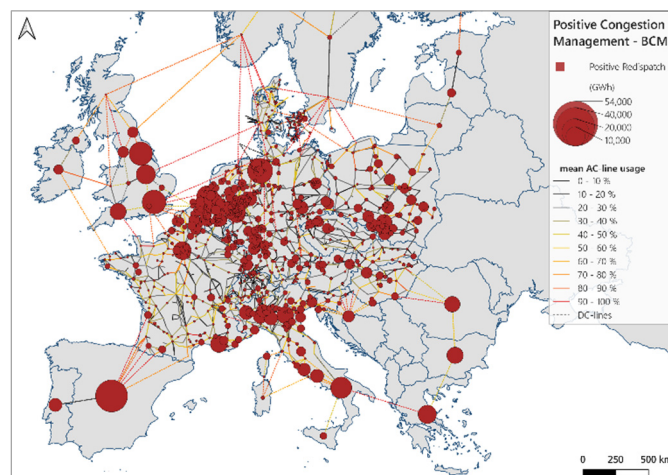 Positive Congestion
Management - BCM
Positive Redispatch
(GWh)
54,000
40,000
20,000
10,000
mean AC-line usage
0 - 10 %
10 - 20 %
20 - 30 %
30 - 40 %
40 - 50 %
50 - 60 %
60 - 70 %
70 - 80 %
80 - 90 %
90 - 100 %
DC-lines
0 250 500 km